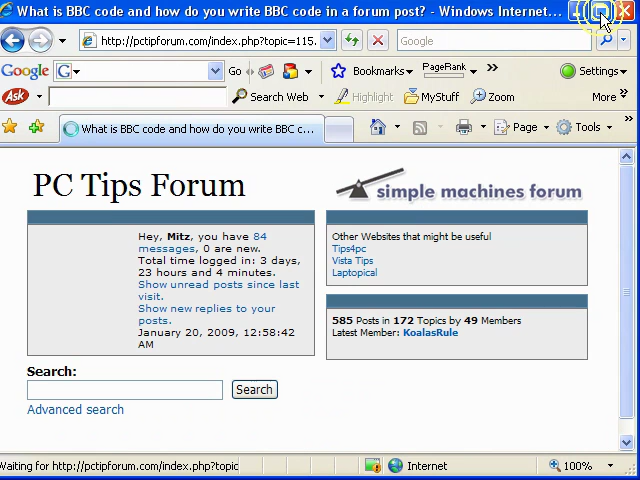 What is BBC code and how do you write BBC code in a forum post? - Windows Internet...
http://pctipforum.com/index.php?topic=115.
Google
Google G Go Bookmarks PageRank Settings
Ask Search Web Highlight MyStuff Zoom More
What is BBC code and how do you write BBC c... Page Tools
PC Tips Forum
simple machines forum
Hey, Mitz, you have 84
messages, 0 are new.
Total time logged in: 3 days,
23 hours and 4 minutes.
Show unread posts since last
visit.
Show new replies to your
posts.
January 20, 2009, 12:58:42
AM
Other Websites that might be useful
Tips4pc
Vista Tips
Laptopical
585 Posts in 172 Topics by 49 Members
Latest Member: KoalasRule
Search:
Search
Advanced search
Waiting for http://pctipforum.com/index.php?topic Internet 100%